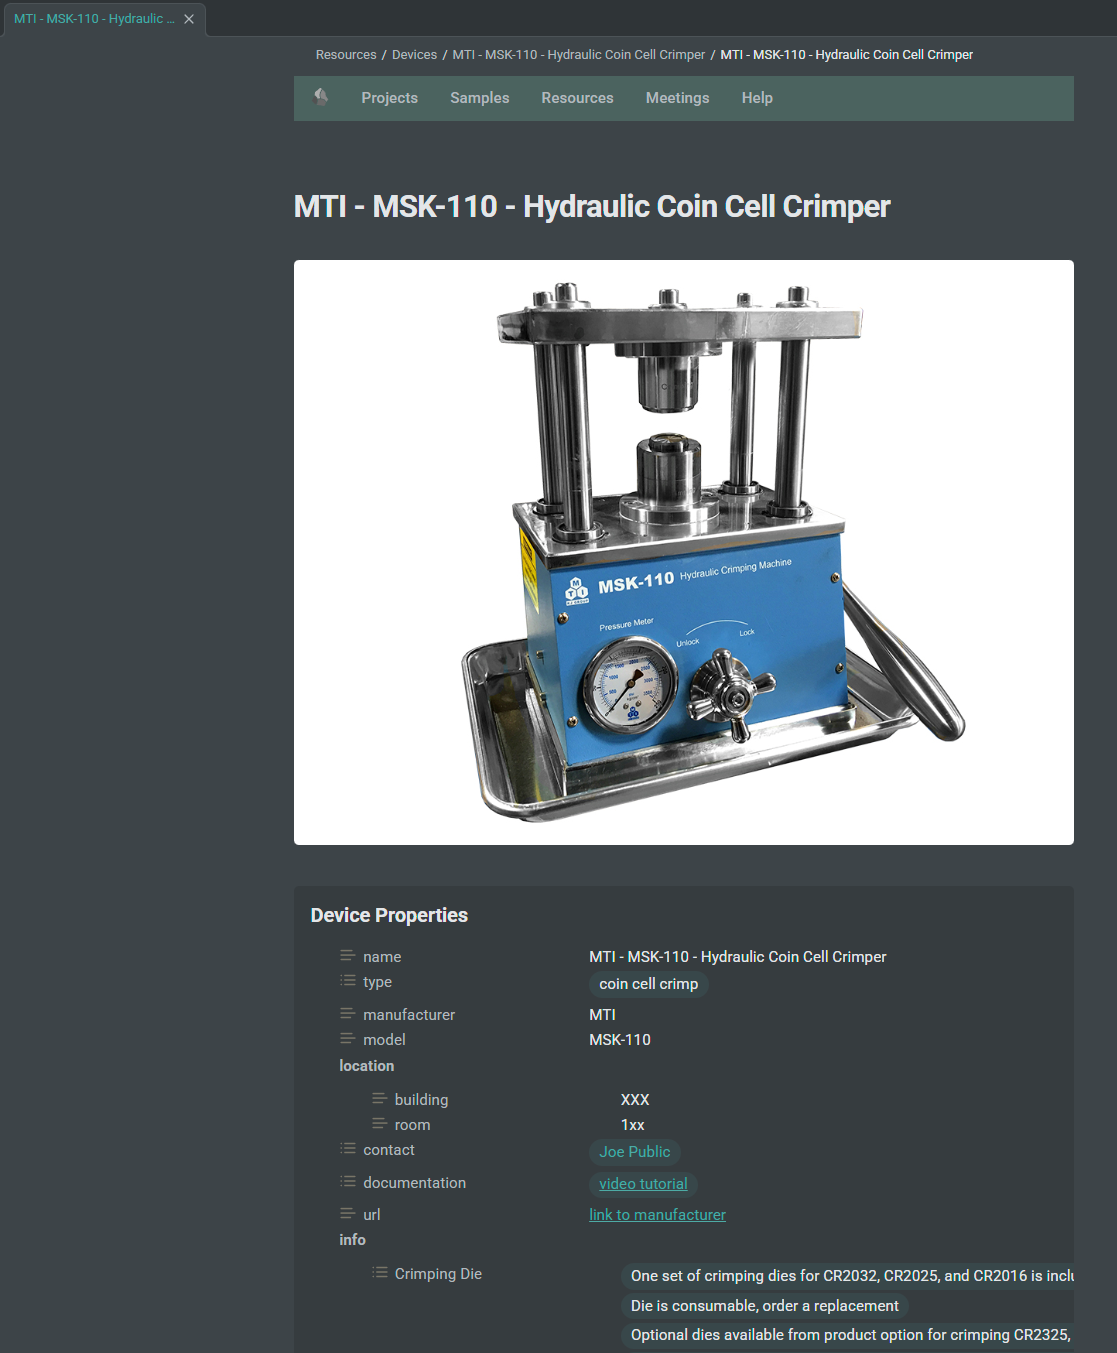 MTI - MSK-110 - Hydraulic ...
Resources / Devices / MTI - MSK-110 - Hydraulic Coin Cell Crimper / MTI - MSK-110 - Hydraulic Coin Cell Crimper
Projects Samples Resources Meetings Help
MTI - MSK-110 - Hydraulic Coin Cell Crimper
MTI
MSK-110 Hydraulic Crimping Machine
Pressure Meter
Unlock
Lock
Device Properties
name MTI - MSK-110 - Hydraulic Coin Cell Crimper
type coin cell crimp
manufacturer MTI
model MSK-110
location
building XXX
room 1xx
contact Joe Public
documentation video tutorial
url link to manufacturer
info
Crimping Die One set of crimping dies for CR2032, CR2025, and CR2016 is inclu
Die is consumable, order a replacement
Optional dies available from product option for crimping CR2325,